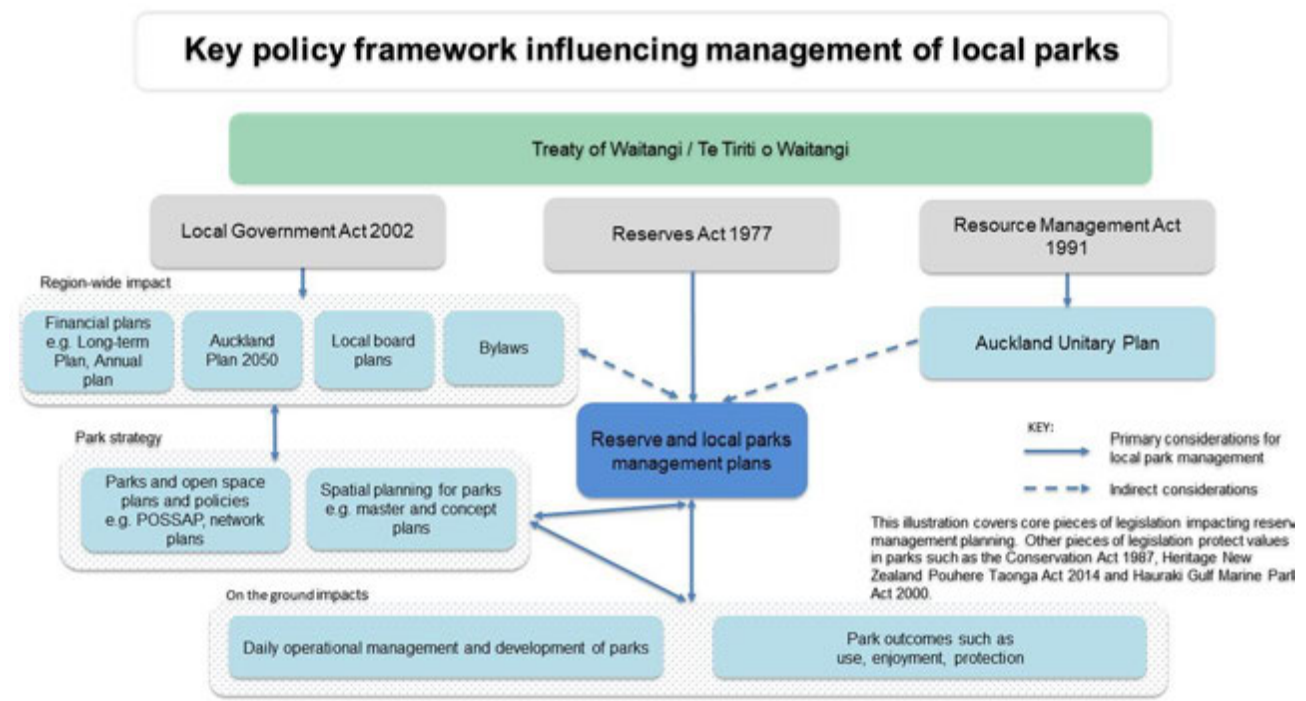 Key policy framework influencing management of local parks
Treaty of Waitangi / Te Tiriti o Waitangi
Local Government Act 2002
Reserves Act 1977
Resource Management Act
1991
Region-wide impact
Financial plans
e.g. Long-term
Plan, Annual
plan
Auckland
Plan 2050
Local board
plans
Bylaws
Auckland Unitary Plan
Reserve and local parks
management plans
KEY:
Primary considerations for
local park management
Indirect considerations
Park strategy
Parks and open space
plans and policies
e.g. POSSAP, network
plans
Spatial planning for parks
e.g. master and concept
plans
This illustration covers core pieces of legislation impacting reserv
management planning. Other pieces of legislation protect values
in parks such as the Conservation Act 1987, Heritage New
Zealand Pouhere Taonga Act 2014 and Hauraki Gulf Marine Park
Act 2000.
On the ground impacts
Daily operational management and development of parks
Park outcomes such as
use, enjoyment, protection